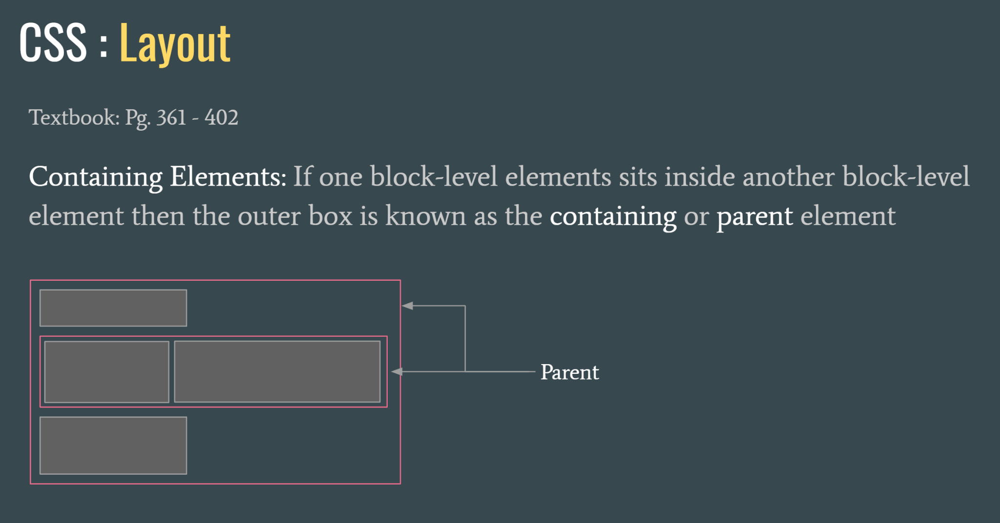 CSS : Layout
Textbook: Pg. 361 - 402
Containing Elements: If one block-level elements sits inside another block-level
element then the outer box is known as the containing or parent element
Parent